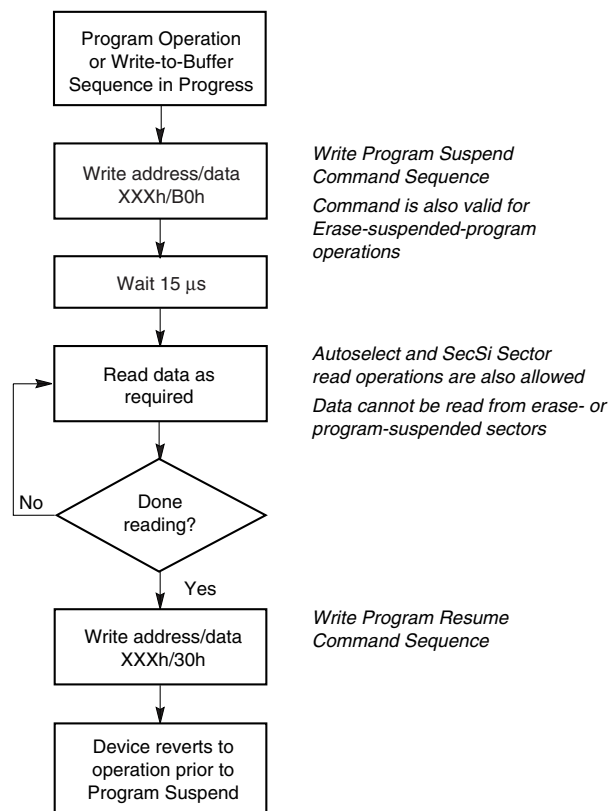 Program Operation
or Write-to-Buffer
Sequence in Progress
Write address/data
XXXh/B0h
Write Program Suspend
Command Sequence
Command is also valid for
Erase-suspended-program
operations
Wait 15 μs
Read data as
required
Autoselect and SecSi Sector
read operations are also allowed
Data cannot be read from erase- or
program-suspended sectors
No
Done
reading?
Yes
Write address/data
XXXh/30h
Write Program Resume
Command Sequence
Device reverts to
operation prior to
Program Suspend